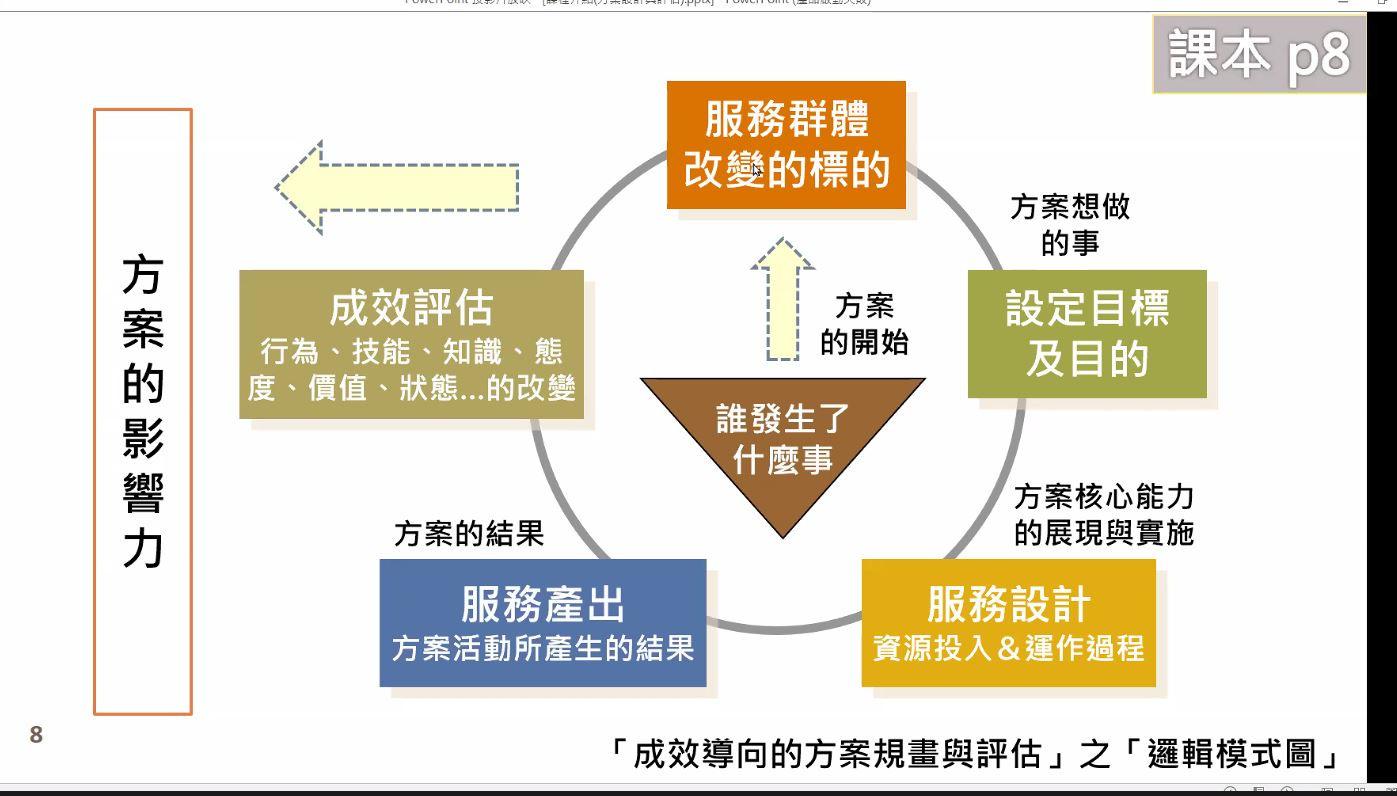 課本 p8
服務群體
改變的標的
方案想做
的事
設定目標
及目的
方案
的開始
誰發生了
什麼事
成效評估
行為、技能、知識、態
度、價值、狀態...的改變
方案的影響力
方案核心能力
的展現與實施
服務設計
資源投入＆運作過程
方案的結果
服務產出
方案活動所產生的結果
8
「成效導向的方案規畫與評估」之「邏輯模式圖」